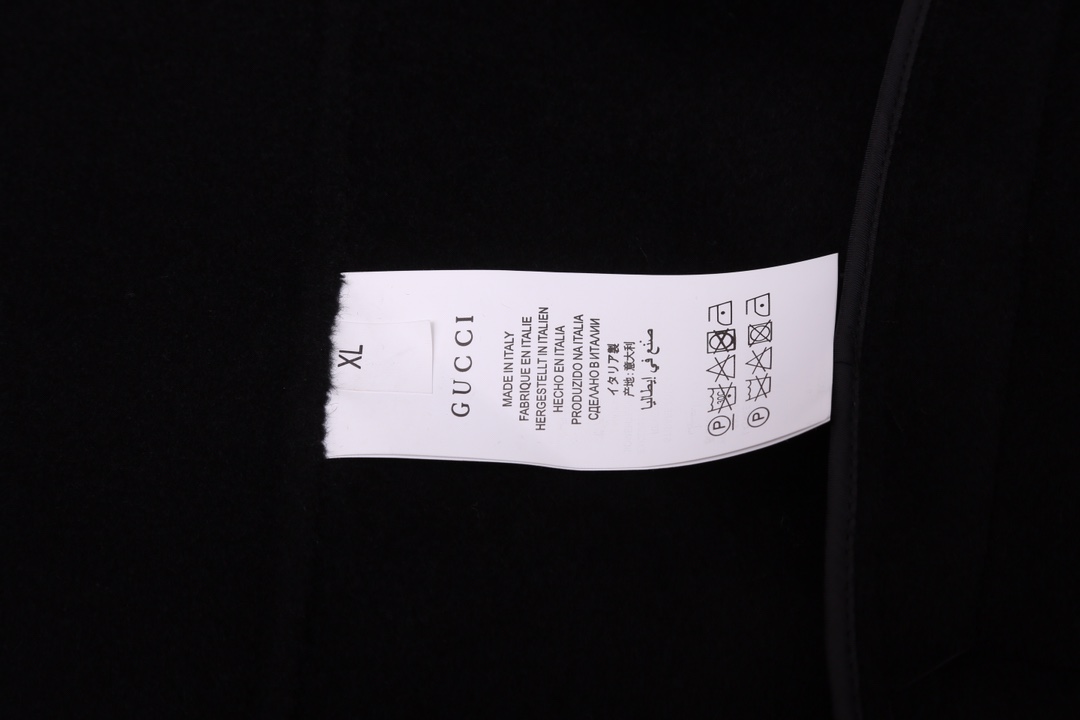 XL
GUCCI
MADE IN ITALY
FABRIQUE EN ITALIE
HERGESTELLT IN ITALIEN
HECHO EN ITALIA
PRODUZIDO NA ITALIA
СДЕЛАНО В ИТАЛИИ
イタリア製
产地:意大利
صنع في إيطاليا
P 30C
P